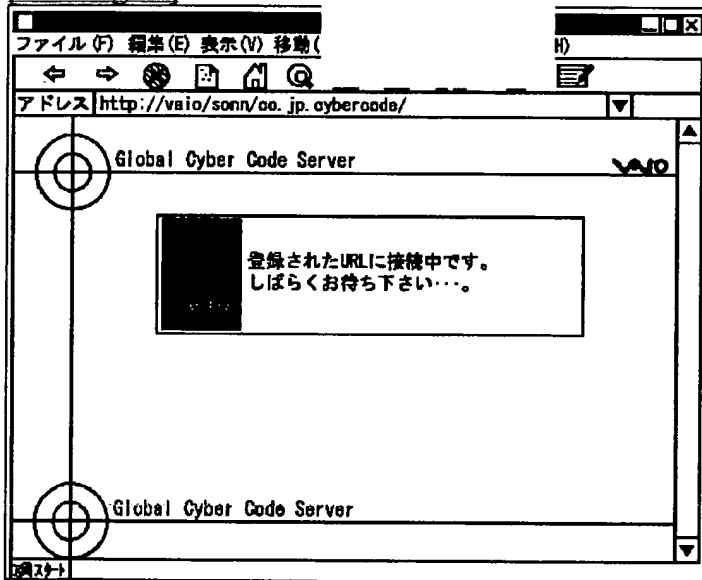 ファイル(F) 編集(E) 表示(V) 移動( H)
アドレス http://vaio/sonn/co.jp.cybercode/
Global Cyber Code Server
VAIO
登録されたURLに接続中です。
しばらくお待ち下さい・・・。
Global Cyber Code Server
スタート